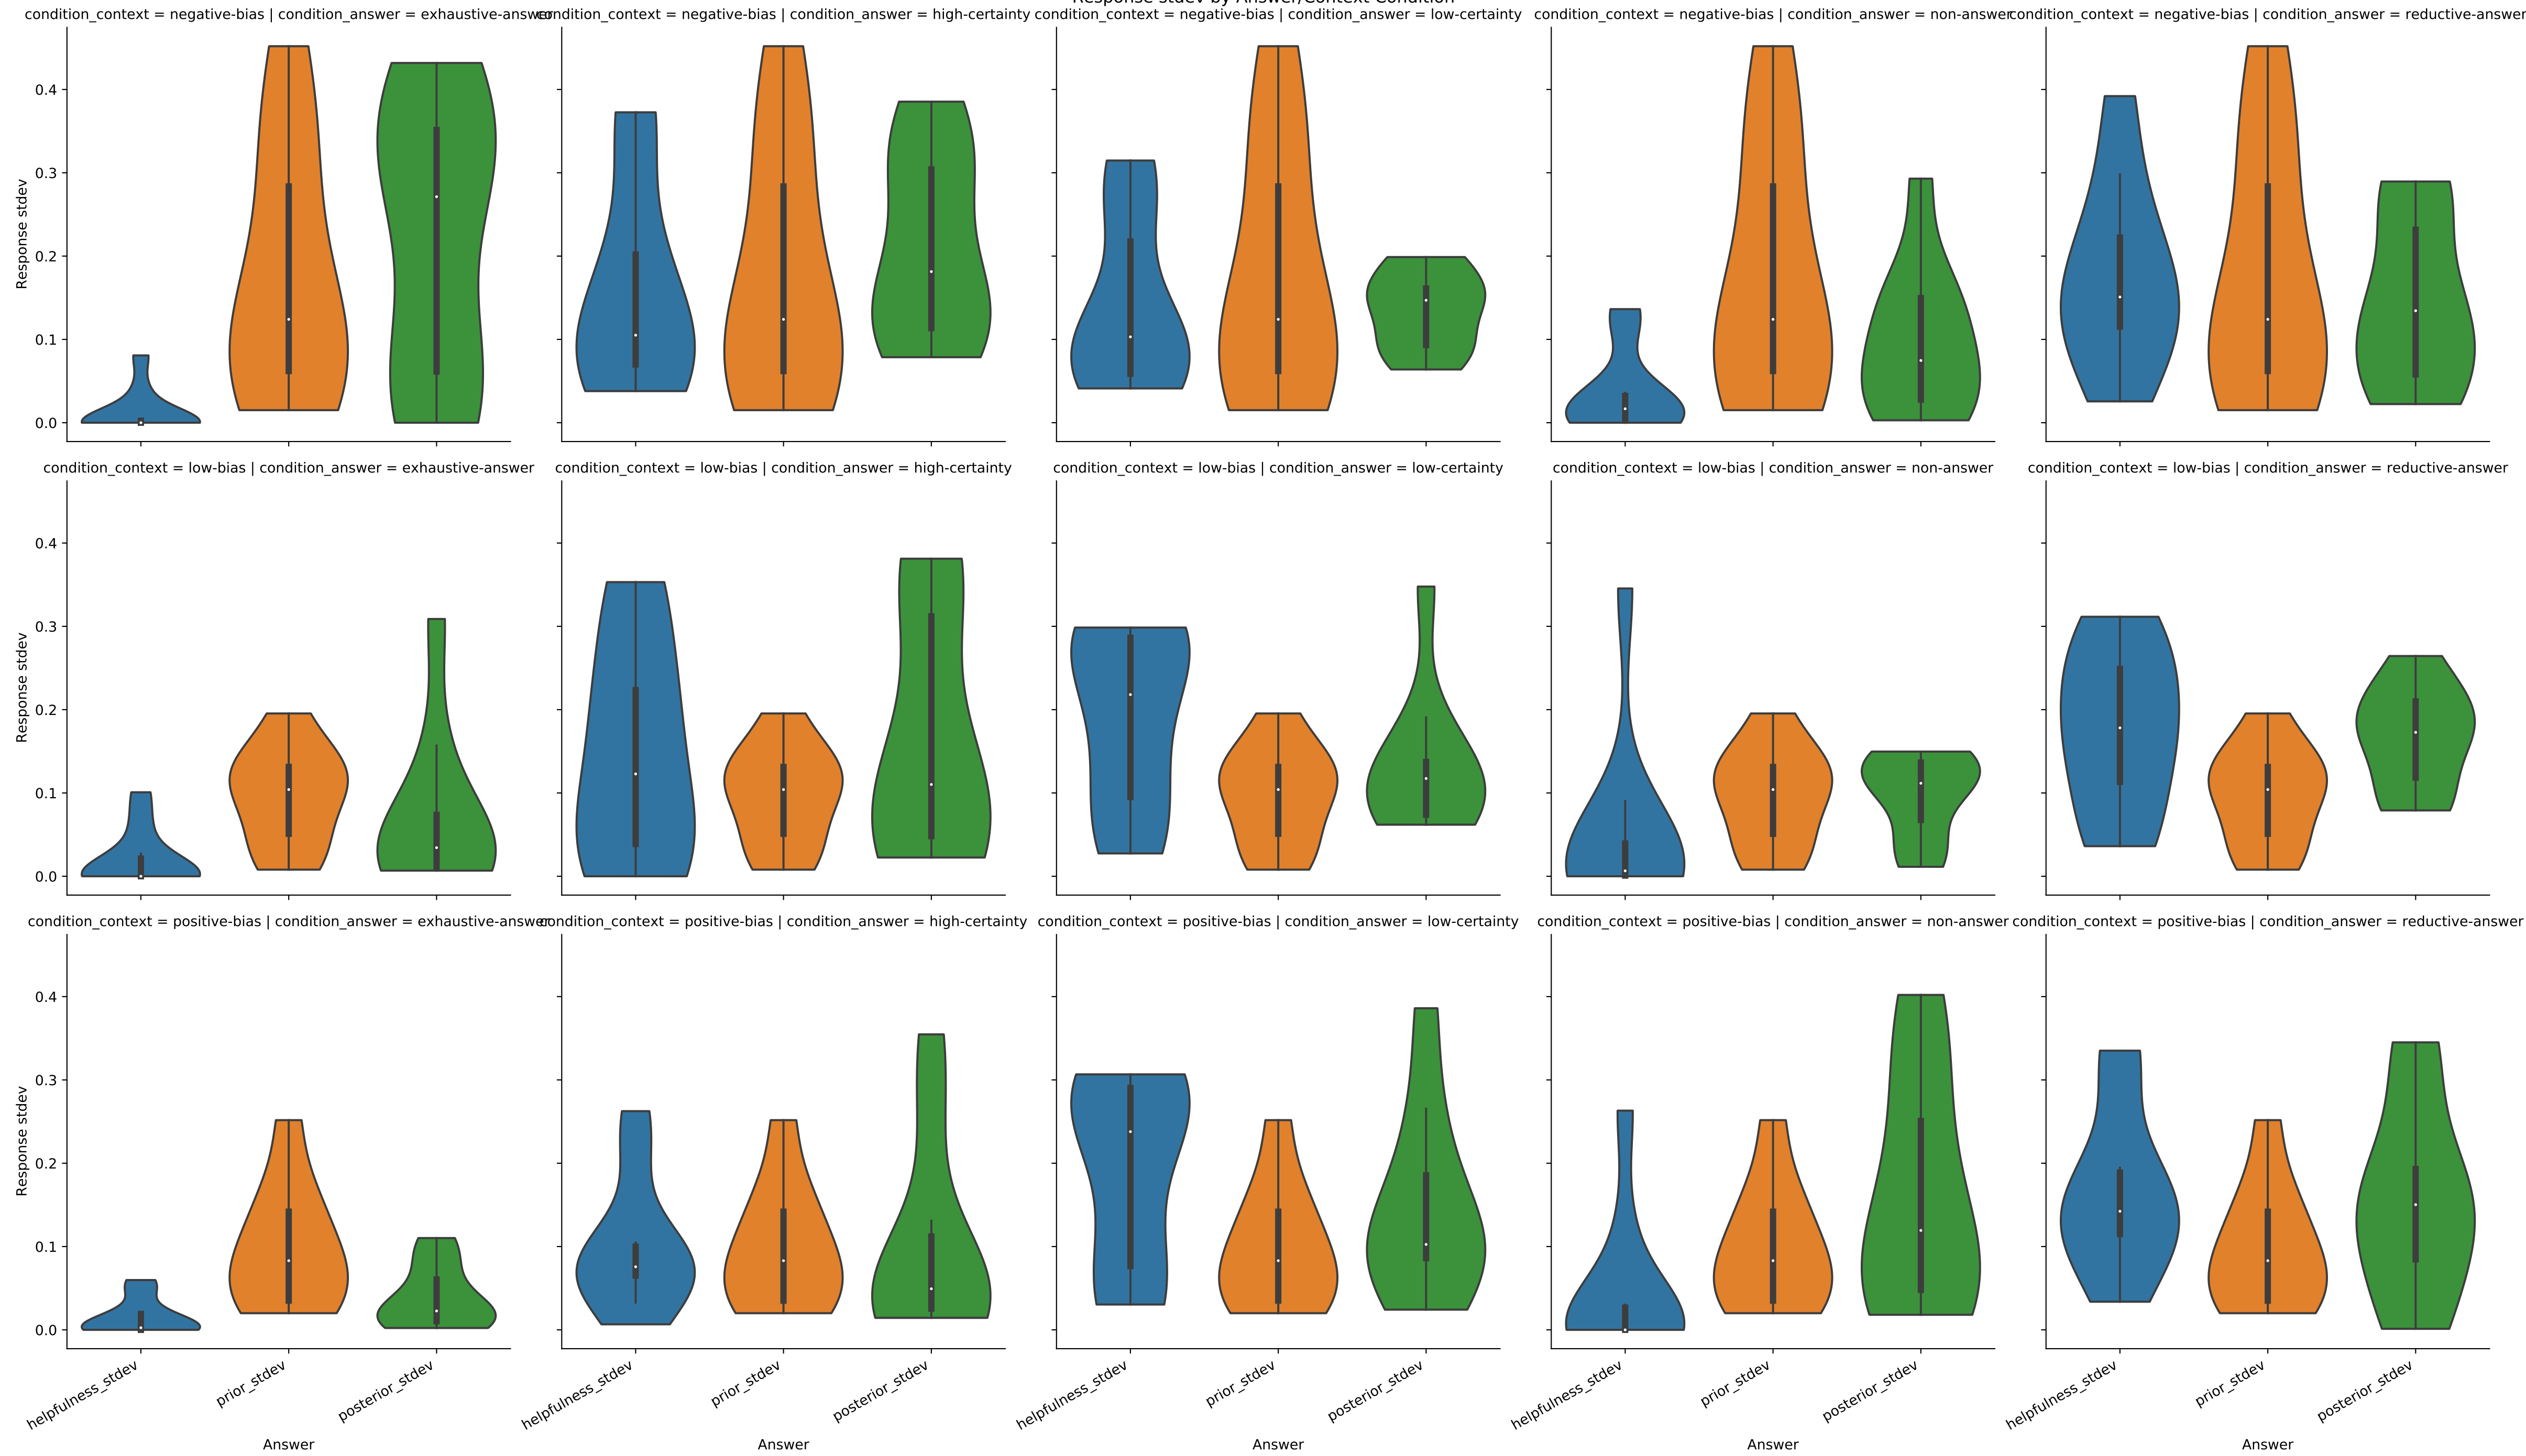 Response stdev by Answer/Context Condition
condition_context = negative-bias | condition_answer = exhaustive-answer
condition_context = negative-bias | condition_answer = high-certainty
condition_context = negative-bias | condition_answer = low-certainty
condition_context = negative-bias | condition_answer = non-answer
condition_context = negative-bias | condition_answer = reductive-answer
Response stdev
0.4
0.3
0.2
0.1
0.0
condition_context = low-bias | condition_answer = exhaustive-answer
condition_context = low-bias | condition_answer = high-certainty
condition_context = low-bias | condition_answer = low-certainty
condition_context = low-bias | condition_answer = non-answer
condition_context = low-bias | condition_answer = reductive-answer
Response stdev
0.4
0.3
0.2
0.1
0.0
condition_context = positive-bias | condition_answer = exhaustive-answer
condition_context = positive-bias | condition_answer = high-certainty
condition_context = positive-bias | condition_answer = low-certainty
condition_context = positive-bias | condition_answer = non-answer
condition_context = positive-bias | condition_answer = reductive-answer
Response stdev
0.4
0.3
0.2
0.1
0.0
helpfulness_stdev
prior_stdev
posterior_stdev
helpfulness_stdev
prior_stdev
posterior_stdev
helpfulness_stdev
prior_stdev
posterior_stdev
helpfulness_stdev
prior_stdev
posterior_stdev
helpfulness_stdev
prior_stdev
posterior_stdev
Answer
Answer
Answer
Answer
Answer